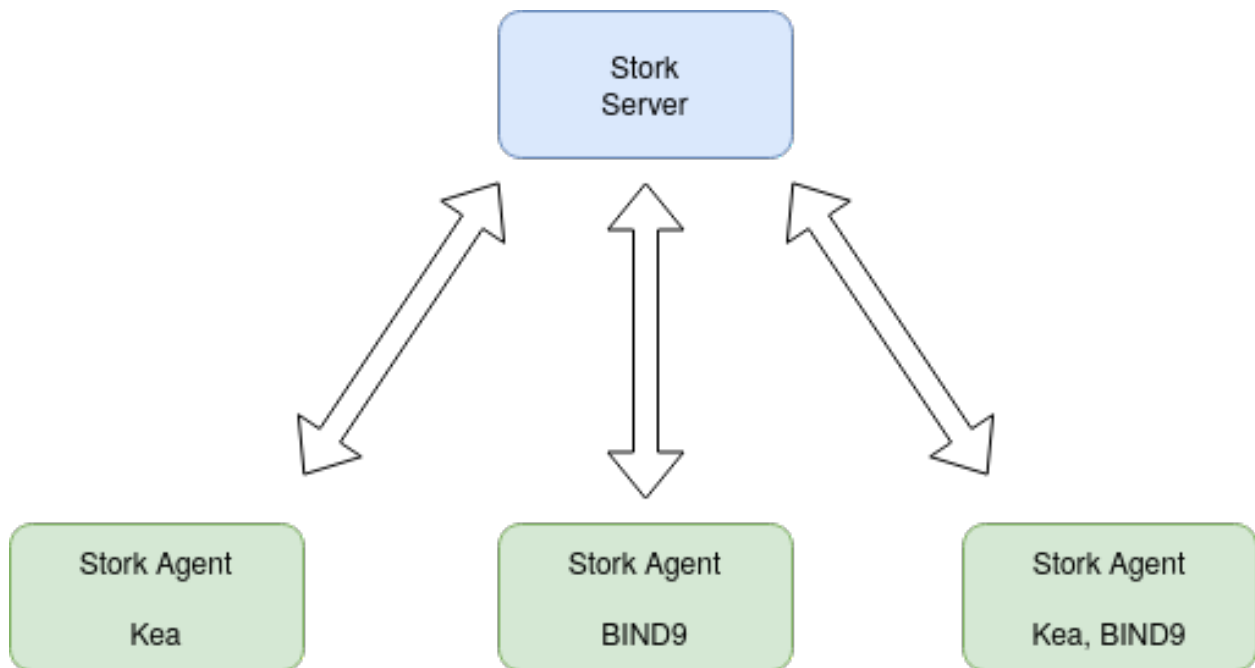 Stork
Server
Stork Agent
Kea
Stork Agent
BIND9
Stork Agent
Kea, BIND9